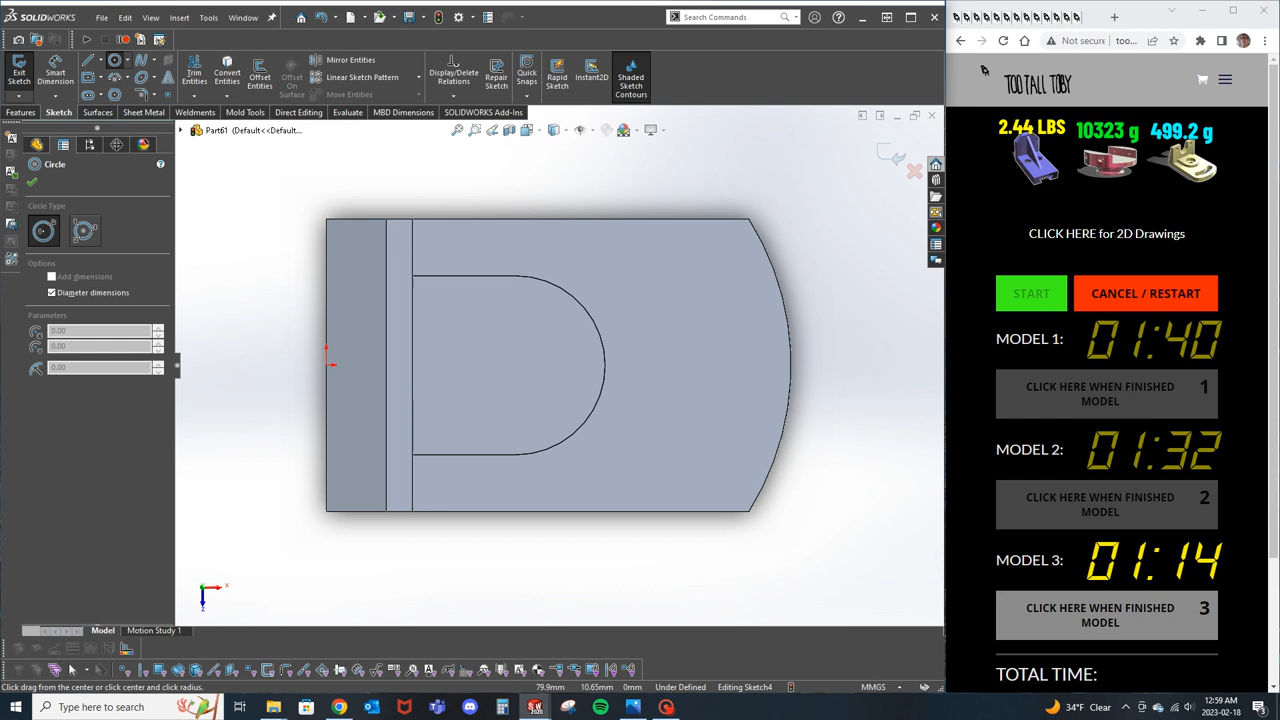 SOLIDWORKS File Edit View Insert Tools Window
Search Commands
Exit Sketch
Smart Dimension
Trim Entities
Convert Entities
Offset Entities
Offset On Surface
Mirror Entities
Linear Sketch Pattern
Move Entities
Display/Delete Relations
Repair Sketch
Quick Snaps
Rapid Sketch
Instant2D
Shaded Sketch Contours
Features Sketch Surfaces Sheet Metal Weldments Mold Tools Direct Editing Evaluate MBD Dimensions SOLIDWORKS Add-Ins
Part61 (Default<<Default...
Circle
Circle Type
Options
Add dimensions
Diameter dimensions
Parameters
0.00
0.00
0.00
X
Z
Model Motion Study 1
Click drag from the center or click and click radius.
79.9mm 10.65mm 0mm Under Defined Editing Sketch4 MMGS
Not secure too...
TOO TALL TOBY
2.44 LBS 10323 g 499.2 g
CLICK HERE for 2D Drawings
START
CANCEL / RESTART
MODEL 1: 01:40
CLICK HERE WHEN FINISHED MODEL 1
MODEL 2: 01:32
CLICK HERE WHEN FINISHED MODEL 2
MODEL 3: 01:14
CLICK HERE WHEN FINISHED MODEL 3
TOTAL TIME:
Type here to search
34°F Clear
12:59 AM
2023-02-18